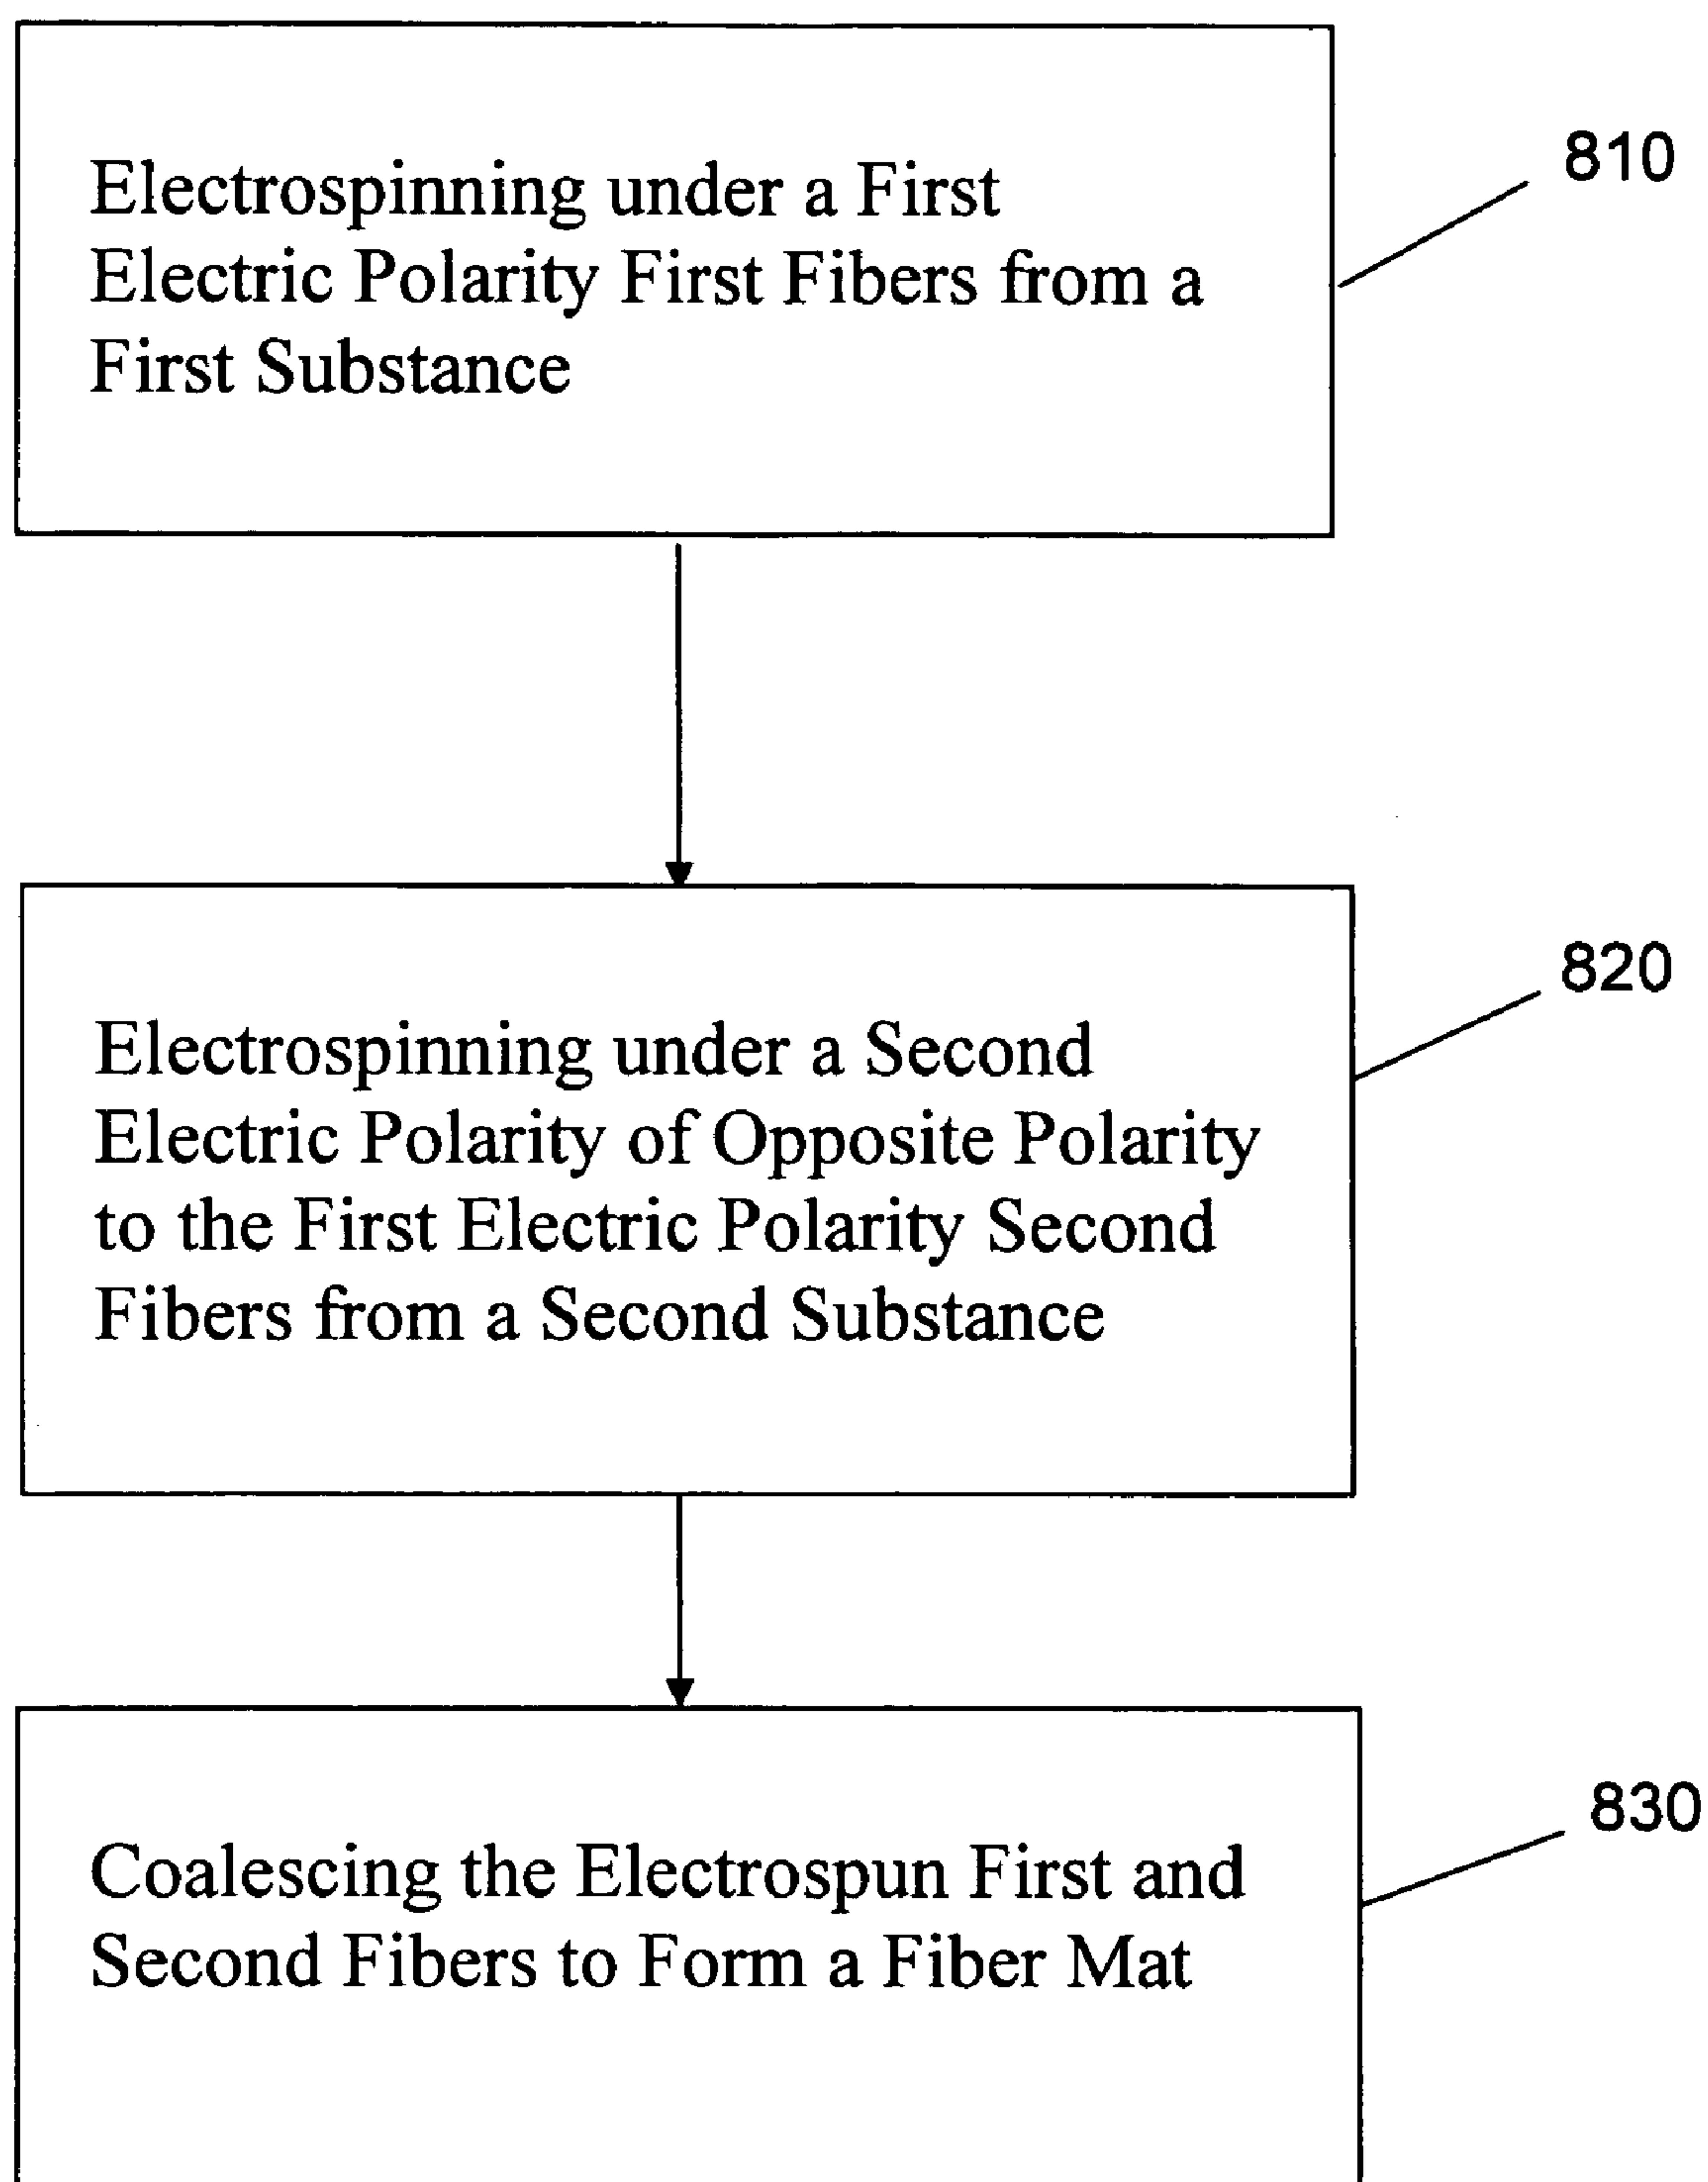 Electrospinning under a First
Electric Polarity First Fibers from a
First Substance
810
Electrospinning under a Second
Electric Polarity of Opposite Polarity
to the First Electric Polarity Second
Fibers from a Second Substance
820
Coalescing the Electrospun First and
Second Fibers to Form a Fiber Mat
830